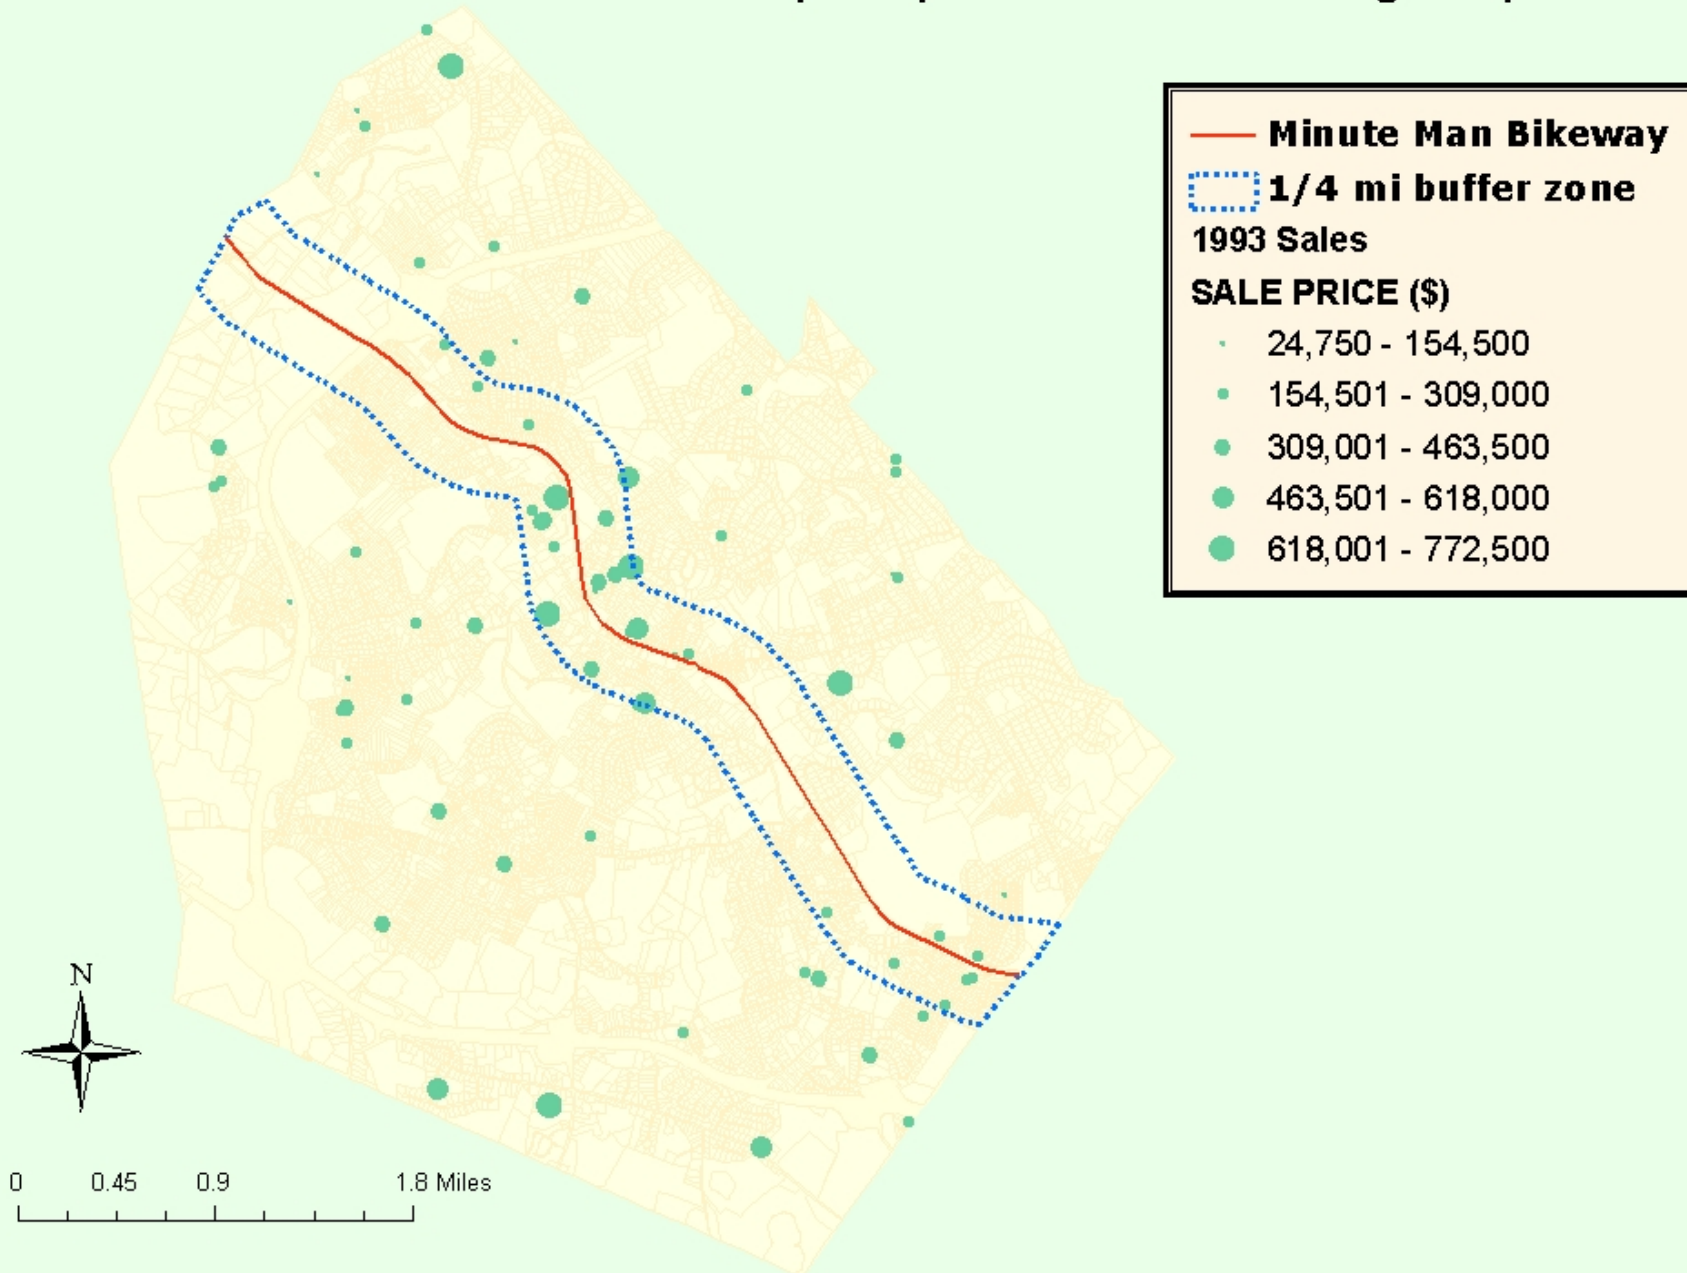 Minute Man Bikeway
1/4 mi buffer zone
1993 Sales
SALE PRICE ($)
24,750 - 154,500
154,501 - 309,000
309,001 - 463,500
463,501 - 618,000
618,001 - 772,500
N
0 0.45 0.9 1.8 Miles